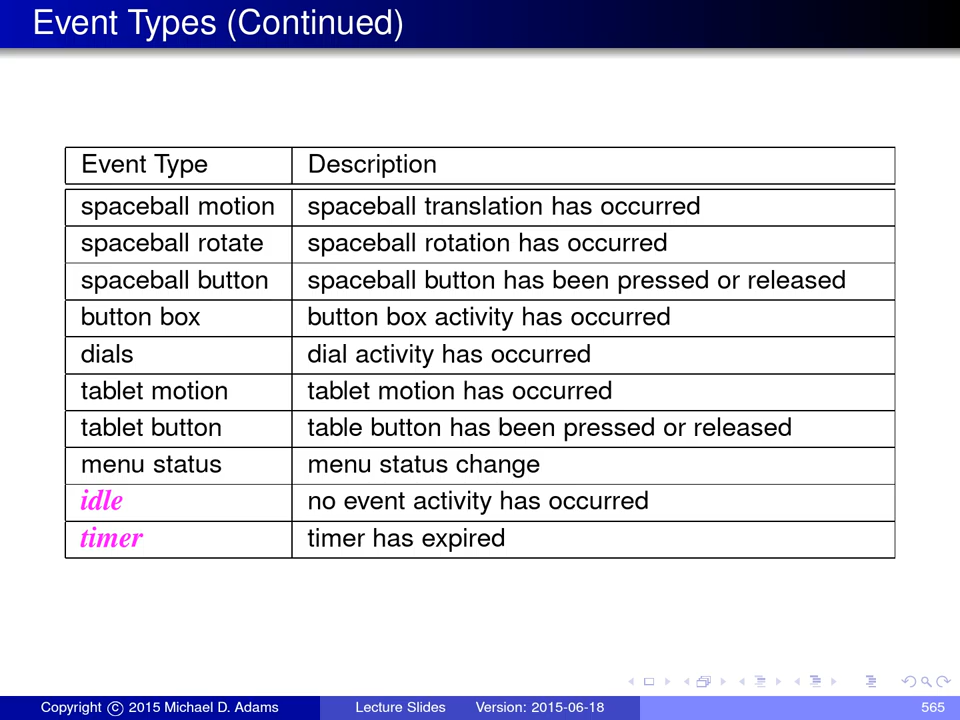 Event Types (Continued)
Event Type Description
spaceball motion spaceball translation has occurred
spaceball rotate spaceball rotation has occurred
spaceball button spaceball button has been pressed or released
button box button box activity has occurred
dials dial activity has occurred
tablet motion tablet motion has occurred
tablet button table button has been pressed or released
menu status menu status change
idle no event activity has occurred
timer timer has expired
Copyright © 2015 Michael D. Adams Lecture Slides Version: 2015-06-18 565